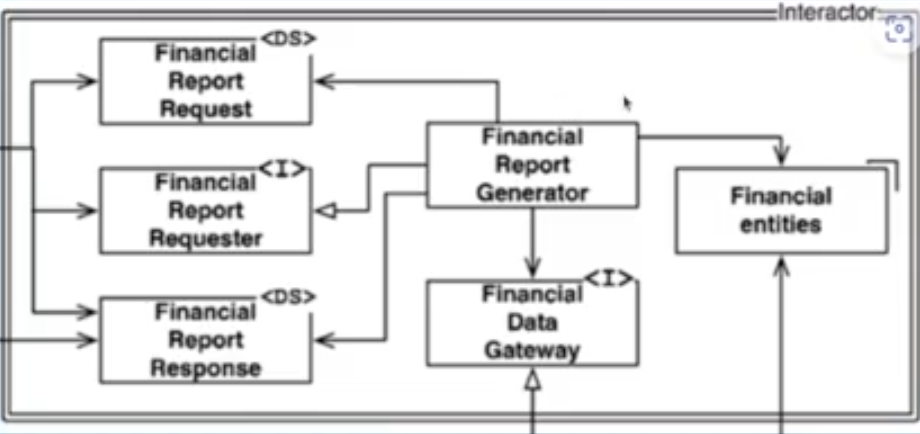 Interactor
<DS>
Financial
Report
Request
<I>
Financial
Report
Requester
<DS>
Financial
Report
Response
Financial
Report
Generator
<I>
Financial
Data
Gateway
Financial
entities